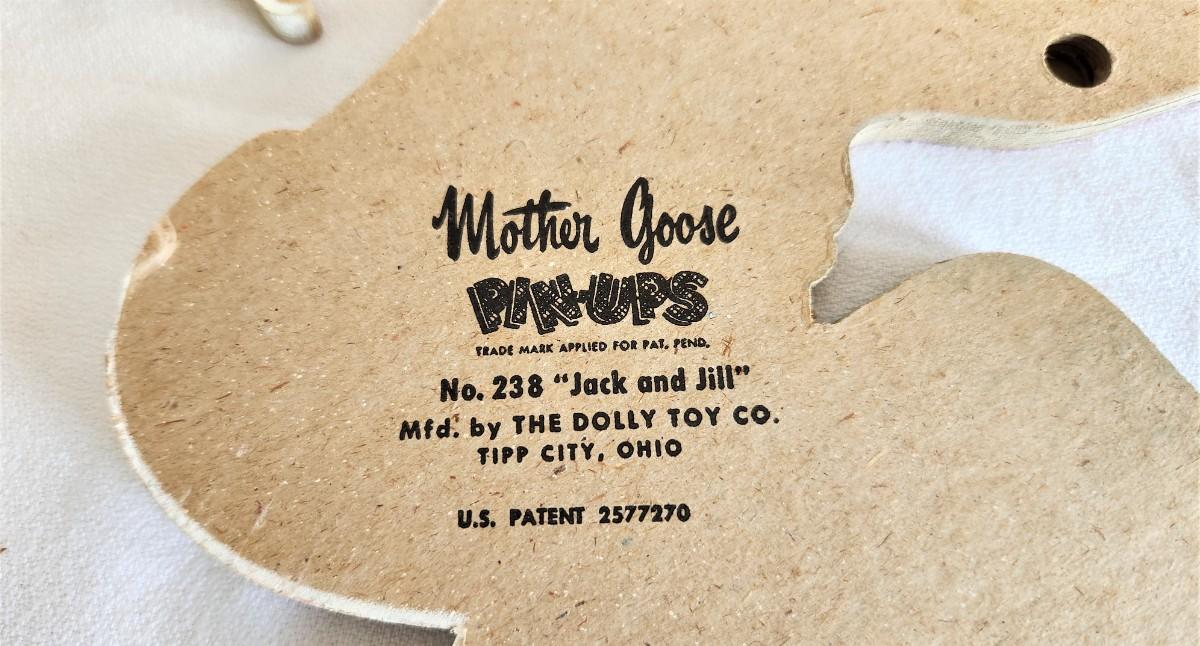 Mother Goose
PIN-UPS
TRADE MARK APPLIED FOR PAT. PEND.
No. 238 “Jack and Jill”
Mfd. by THE DOLLY TOY CO.
TIPP CITY, OHIO
U.S. PATENT 2577270